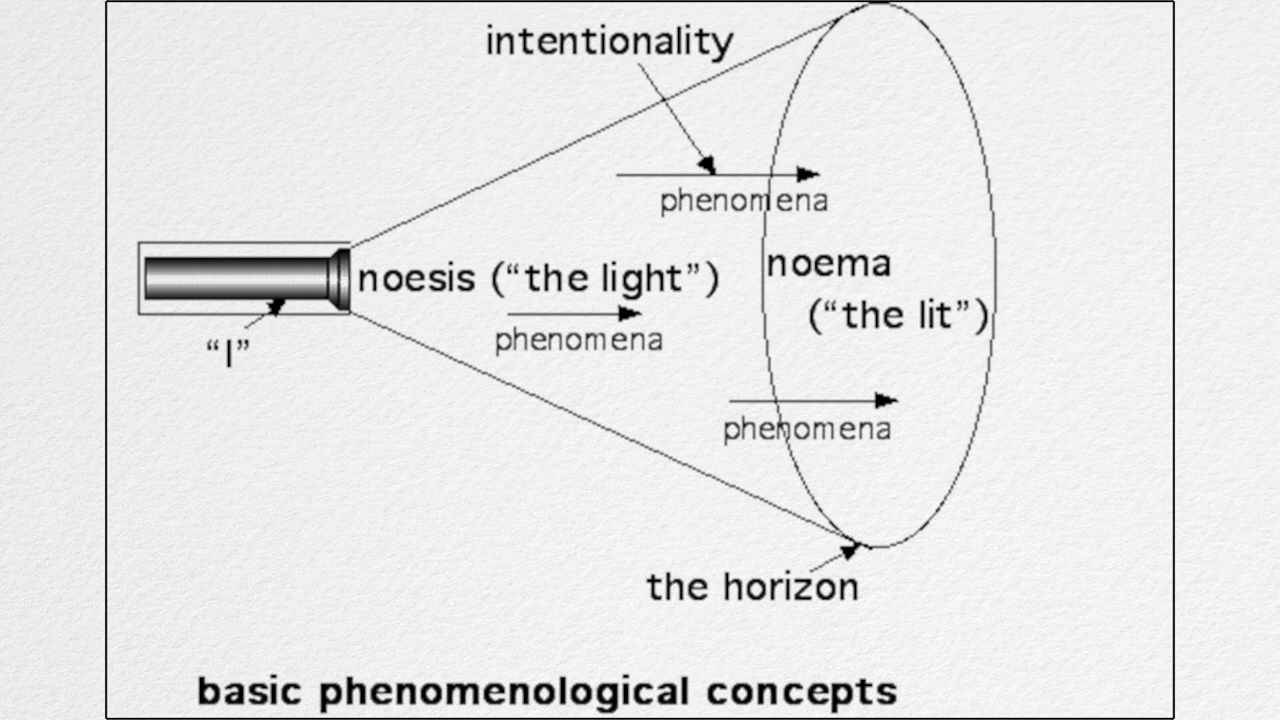 intentionality
phenomena
noesis (“the light”)
noema
(“the lit”)
phenomena
“I”
phenomena
the horizon
basic phenomenological concepts